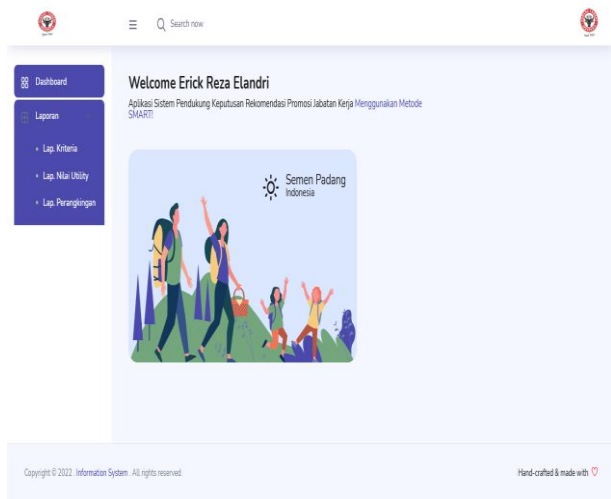 Search now
Dashboard
Laporan
Lap. Kriteria
Lap. Nilai Utility
Lap. Perangkingan
Welcome Erick Reza Elandri
Aplikasi Sistem Pendukung Keputusan Rekomendasi Promosi Jabatan Kerja Menggunakan Metode
SMART!
Semen Padang
Indonesia
Copyright © 2022 . Information System . All rights reserved.
Hand-crafted & made with